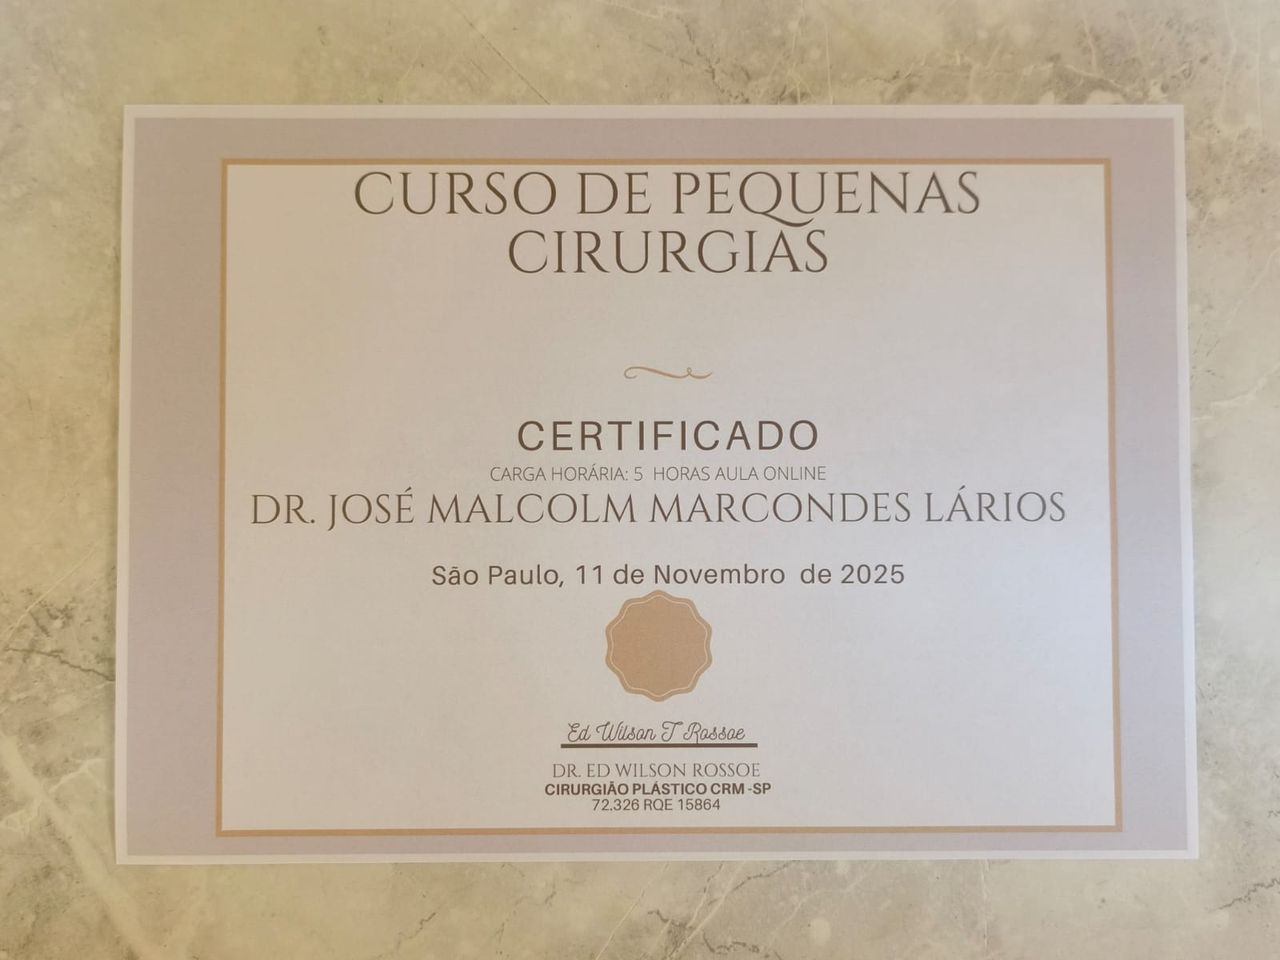 CURSO DE PEQUENAS
CIRURGIAS
CERTIFICADO
CARGA HORÁRIA: 5 HORAS AULA ONLINE
DR. JOSÉ MALCOLM MARCONDES LÁRIOS
São Paulo, 11 de Novembro de 2025
Ed Wilson T Rossoe
DR. ED WILSON ROSSOE
CIRURGIÃO PLÁSTICO CRM -SP
72.326 RQE 15864